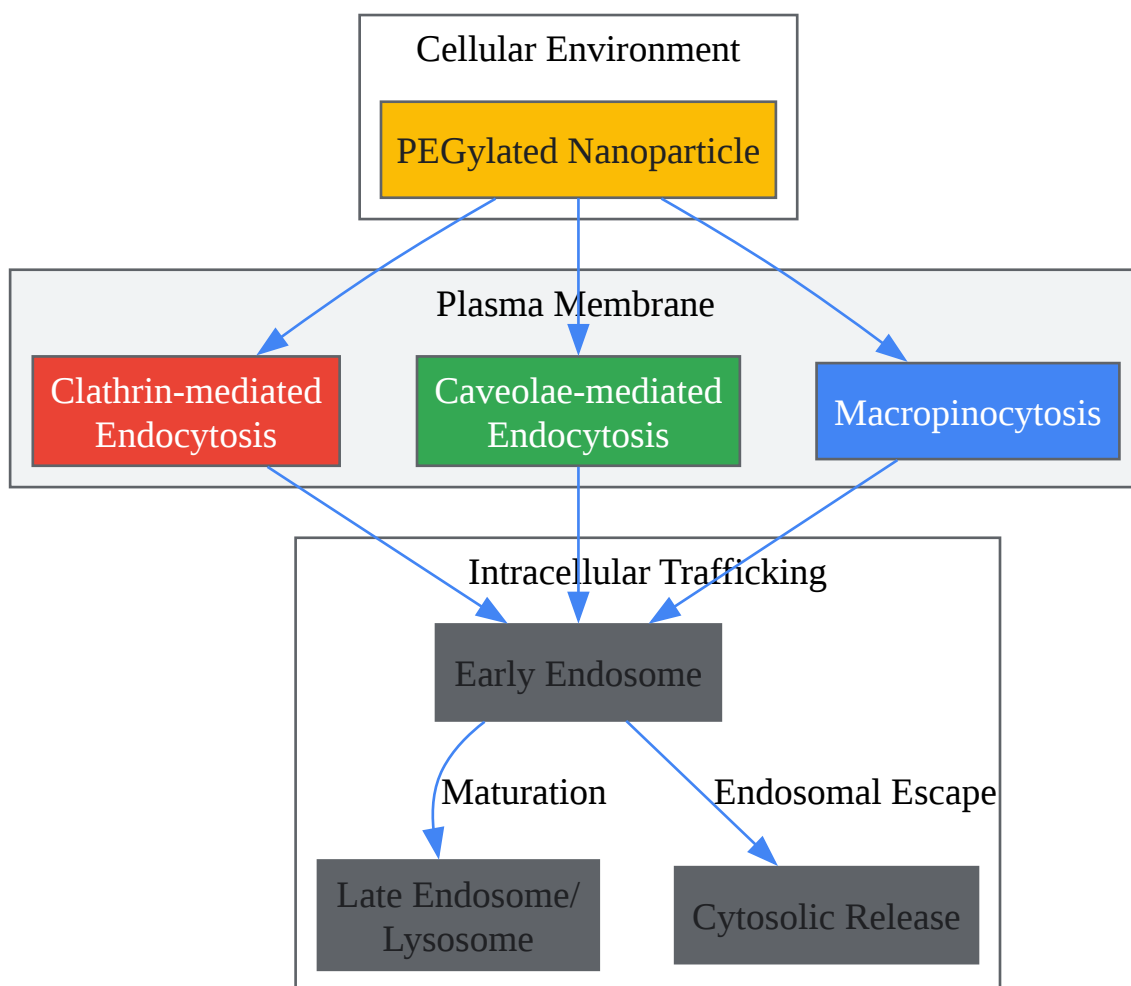 Cellular Environment
PEGylated Nanoparticle
Plasma Membrane
Clathrin-mediated
Endocytosis
Caveolae-mediated
Endocytosis
Macropinocytosis
Intracellular Trafficking
Early Endosome
Maturation
Endosomal Escape
Late Endosome/
Lysosome
Cytosolic Release